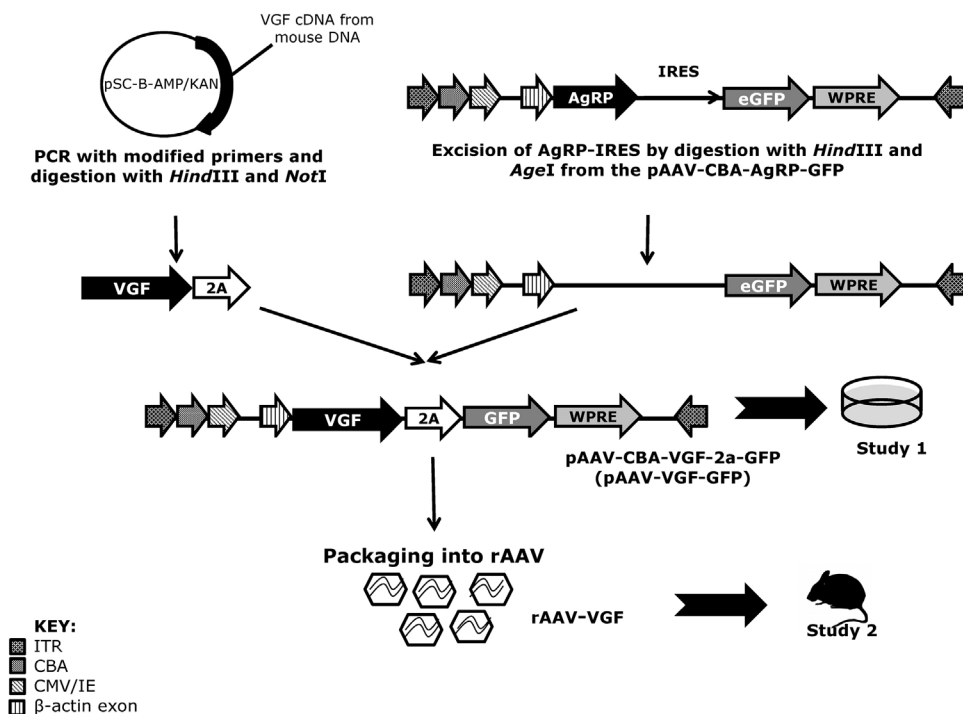 VGF cDNA from
mouse DNA
pSC-B-AMP/KAN
PCR with modified primers and
digestion with HindIII and NotI
IRES
AgRP
eGFP
WPRE
Excision of AgRP-IRES by digestion with HindIII and
AgeI from the pAAV-CBA-AgRP-GFP
VGF
2A
eGFP
WPRE
VGF
2A
GFP
WPRE
pAAV-CBA-VGF-2a-GFP
(pAAV-VGF-GFP)
Study 1
Packaging into rAAV
rAAV-VGF
Study 2
KEY:
ITR
CBA
CMV/IE
β-actin exon